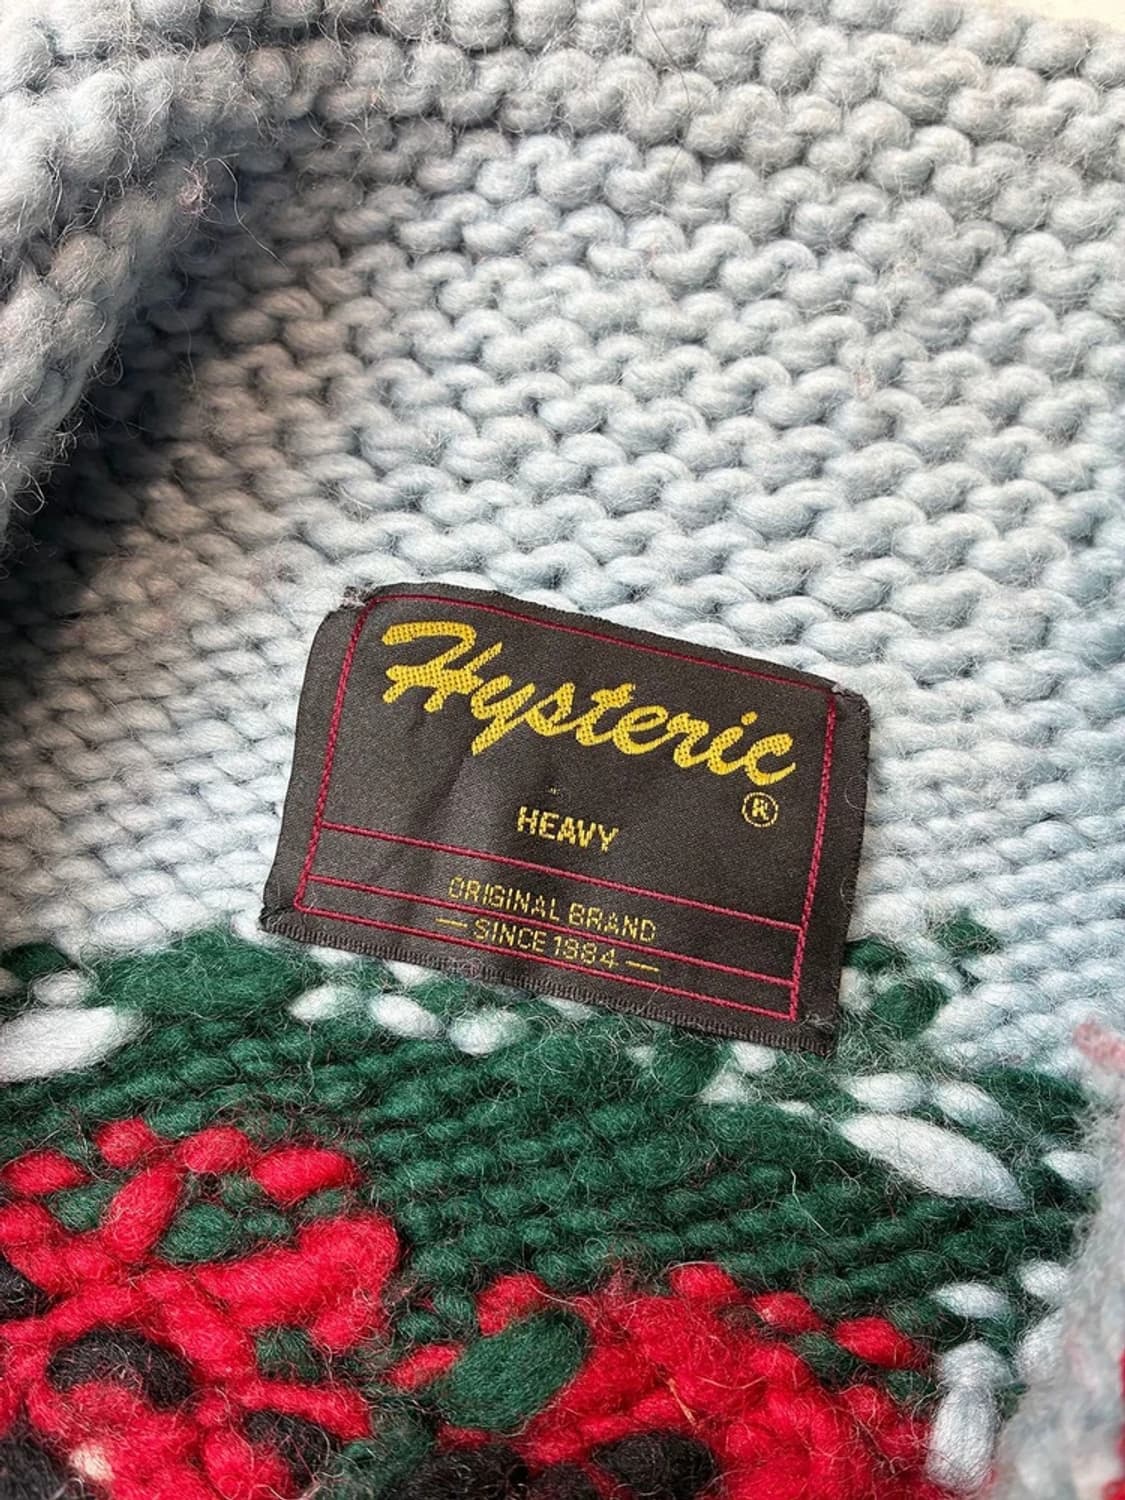 Hysteric
®
HEAVY
ORIGINAL BRAND
— SINCE 1984 —